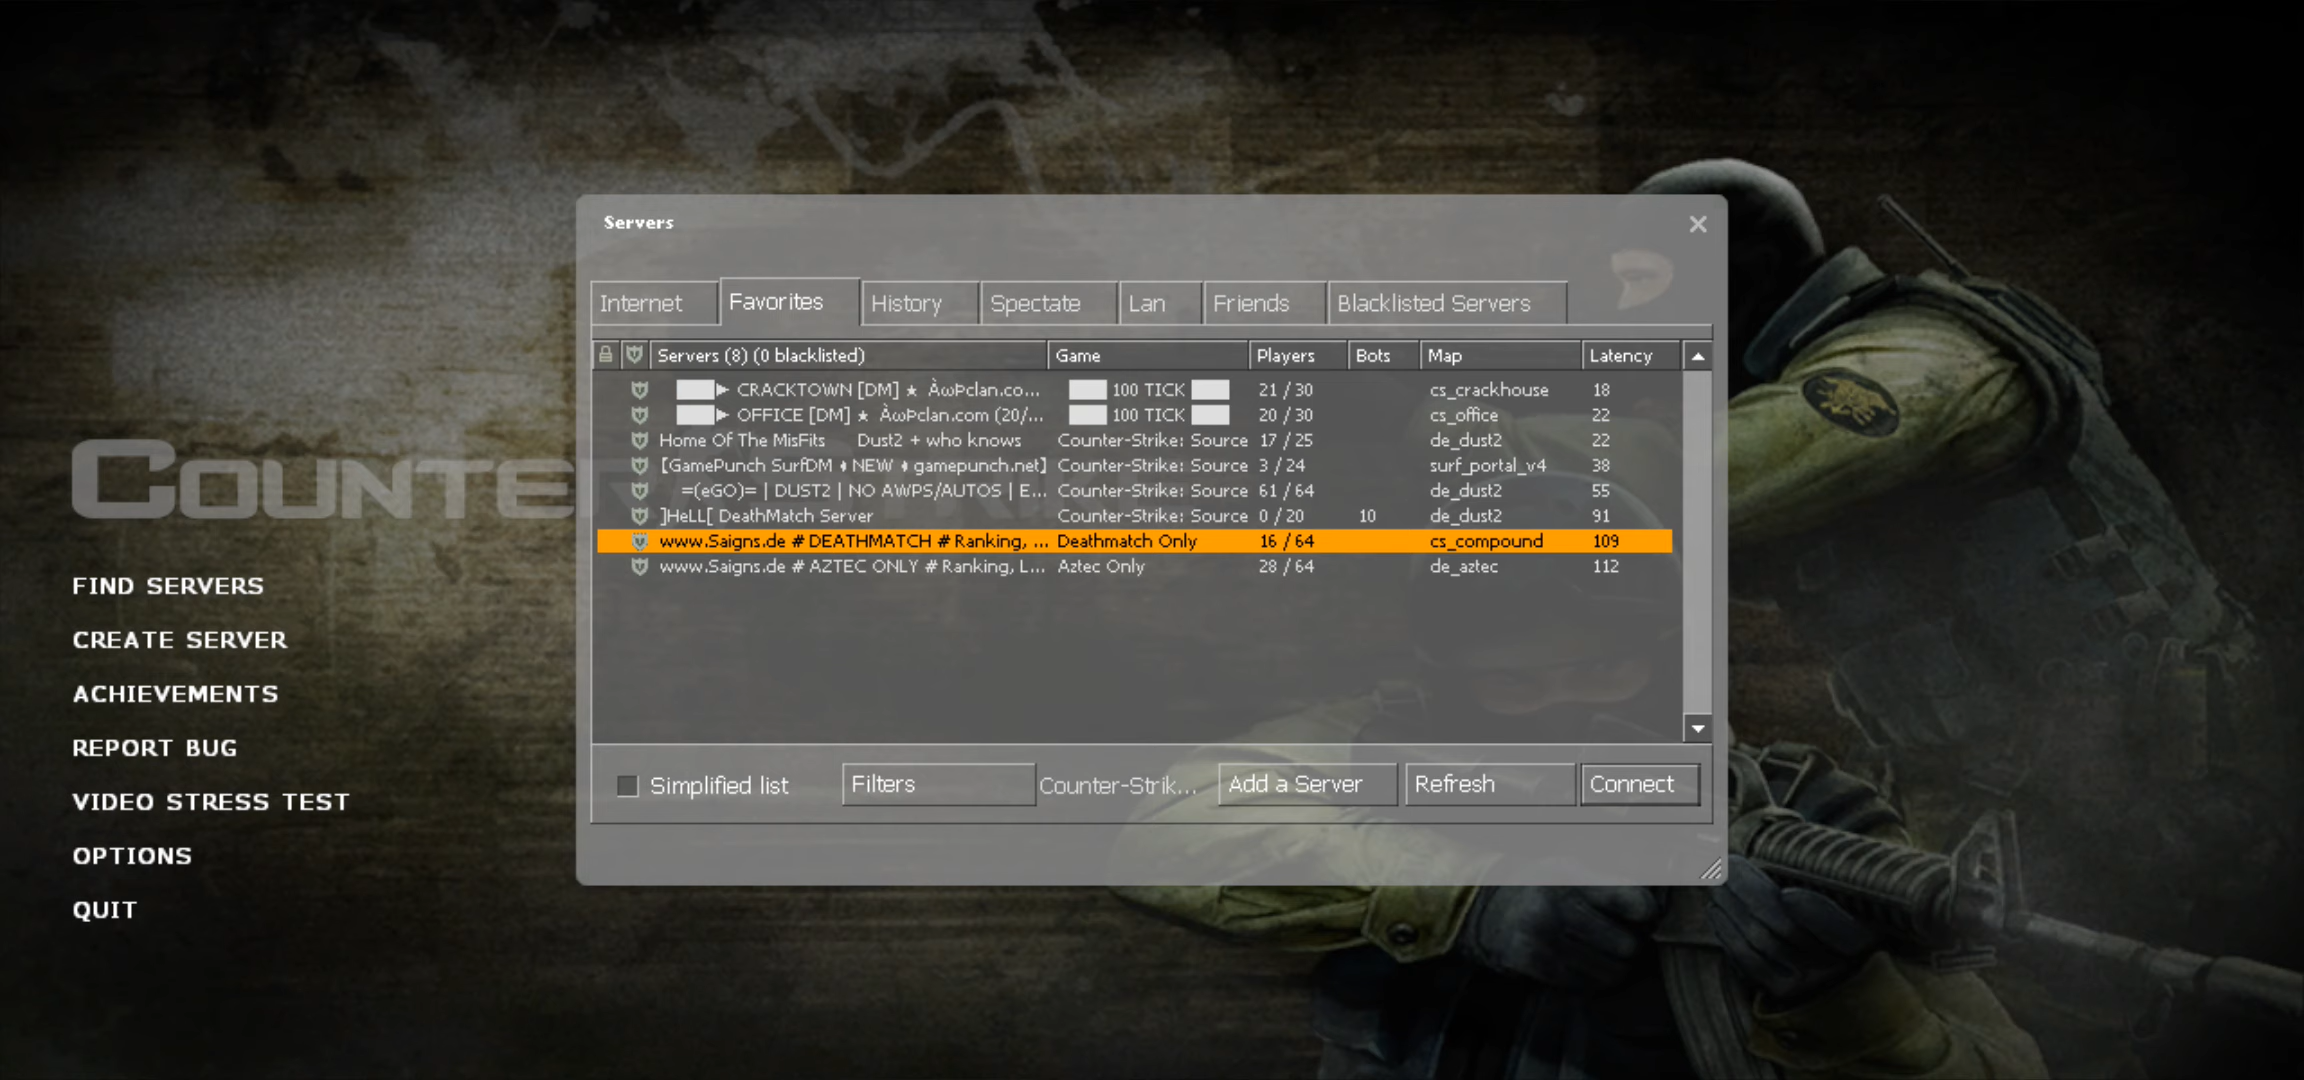 Servers
Internet Favorites History Spectate Lan Friends Blacklisted Servers
Servers (8) (0 blacklisted) Game Players Bots Map Latency
► CRACKTOWN [DM] ★ ÀωÞclan.co... 100 TICK 21 / 30 cs_crackhouse 18
► OFFICE [DM] ★ ÀωÞclan.com (20/... 100 TICK 20 / 30 cs_office 22
Home Of The MisFits Dust2 + who knows Counter-Strike: Source 17 / 25 de_dust2 22
【GamePunch SurfDM ♦ NEW ♦ gamepunch.net】 Counter-Strike: Source 3 / 24 surf_portal_v4 38
=(eGO)= | DUST2 | NO AWPS/AUTOS | E... Counter-Strike: Source 61 / 64 de_dust2 55
]HeLL[ DeathMatch Server Counter-Strike: Source 0 / 20 10 de_dust2 91
www.Saigns.de # DEATHMATCH # Ranking, ... Deathmatch Only 16 / 64 cs_compound 109
www.Saigns.de # AZTEC ONLY # Ranking, L... Aztec Only 28 / 64 de_aztec 112
Simplified list Filters Counter-Strik... Add a Server Refresh Connect
COUNTER
FIND SERVERS
CREATE SERVER
ACHIEVEMENTS
REPORT BUG
VIDEO STRESS TEST
OPTIONS
QUIT